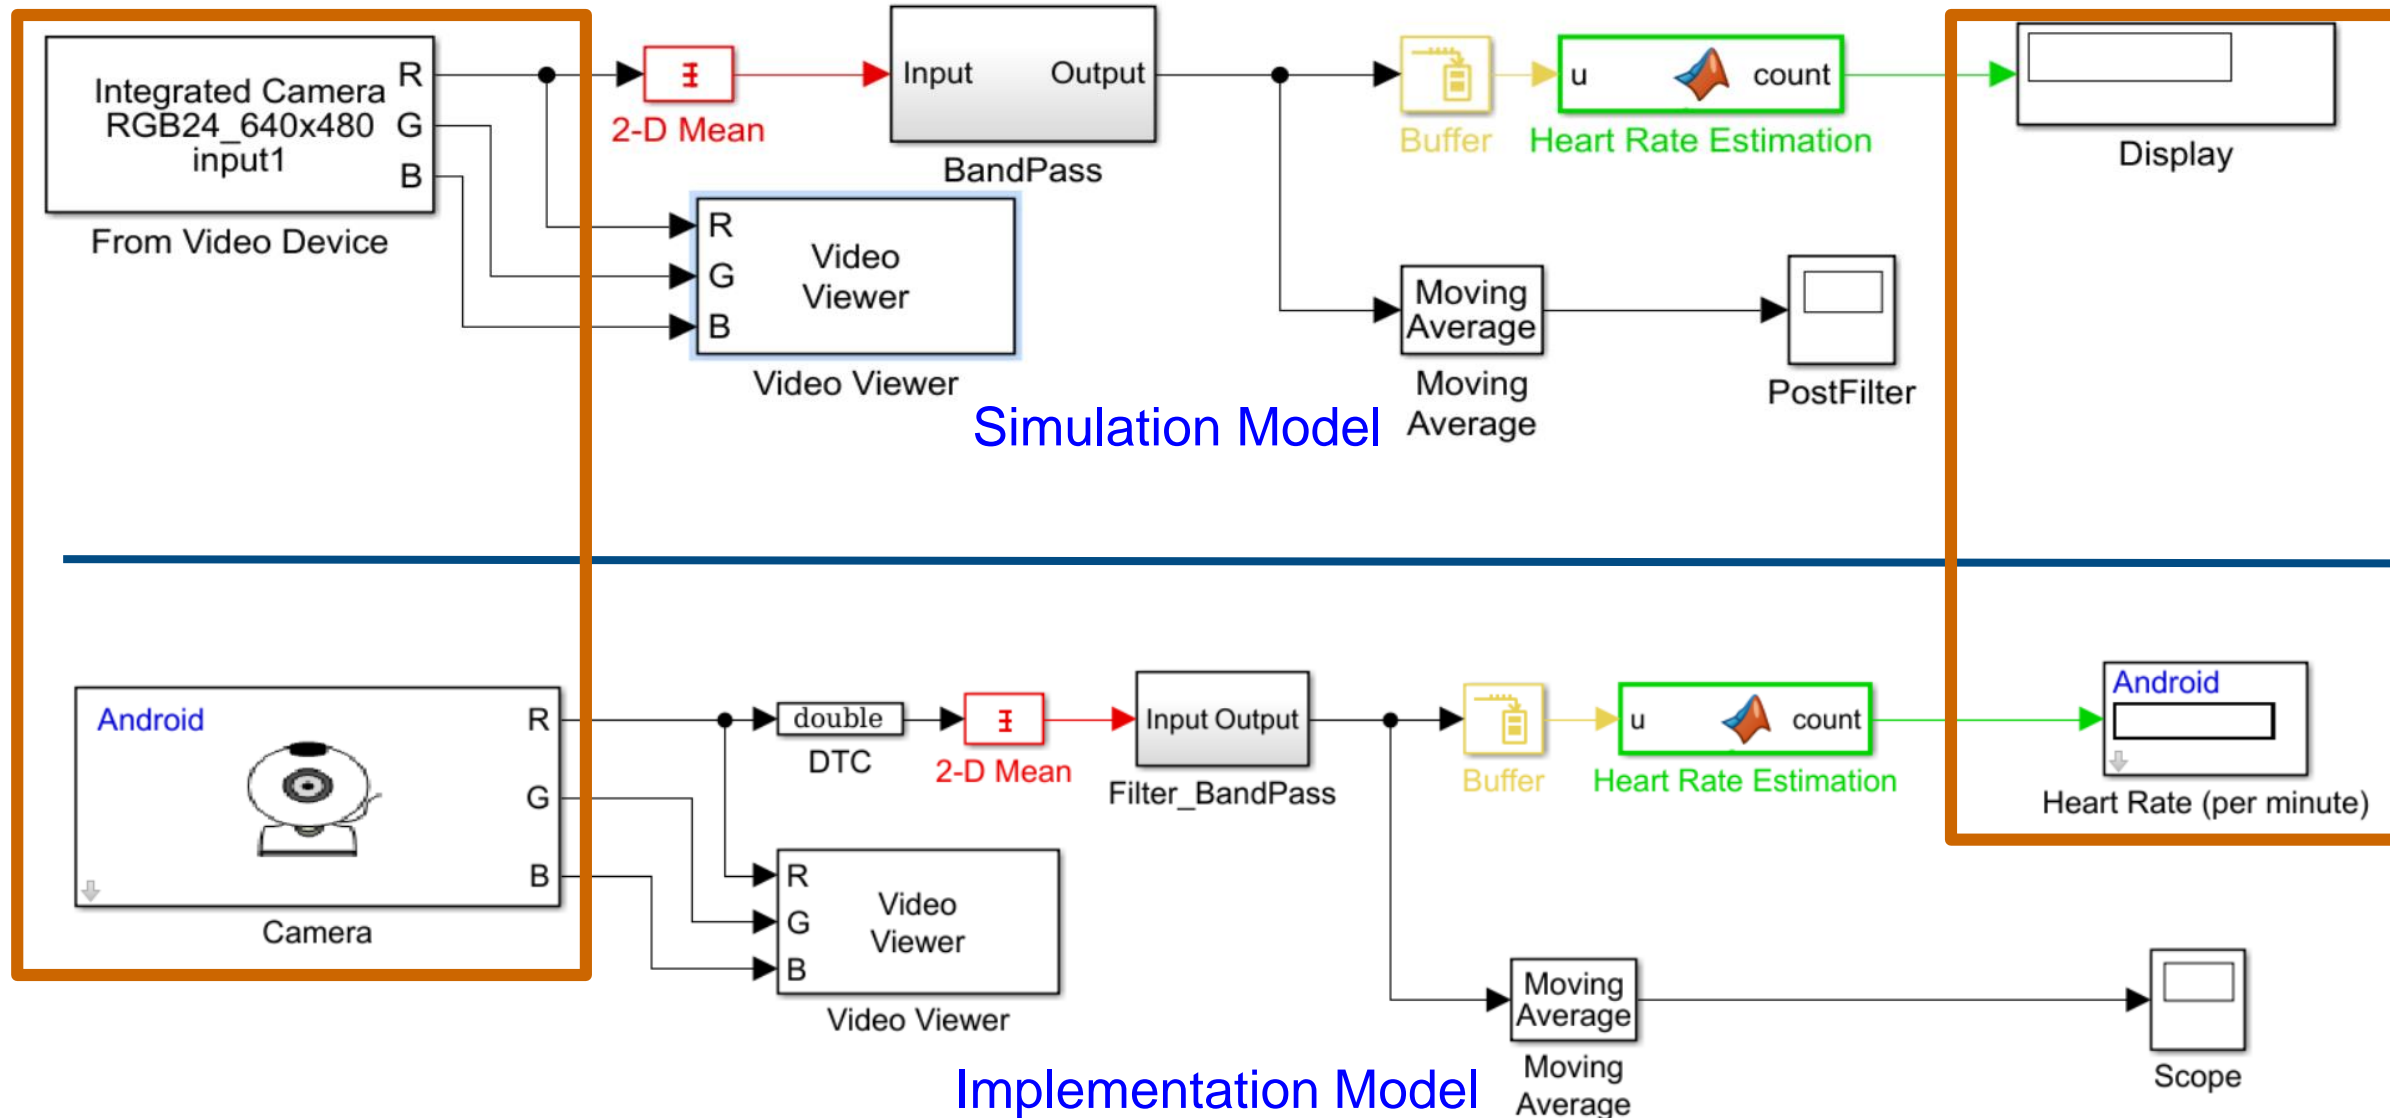 Integrated Camera
RGB24_640x480
input1
R
G
B
From Video Device
2-D Mean
Input Output
BandPass
Buffer
u count
Heart Rate Estimation
Display
R
G
B
Video
Viewer
Video Viewer
Moving
Average
Moving
Average
PostFilter
Simulation Model
Android
R
G
B
Camera
double
DTC
2-D Mean
Input Output
Filter_BandPass
Buffer
u count
Heart Rate Estimation
Android
Heart Rate (per minute)
R
G
B
Video
Viewer
Video Viewer
Moving
Average
Moving
Average
Scope
Implementation Model